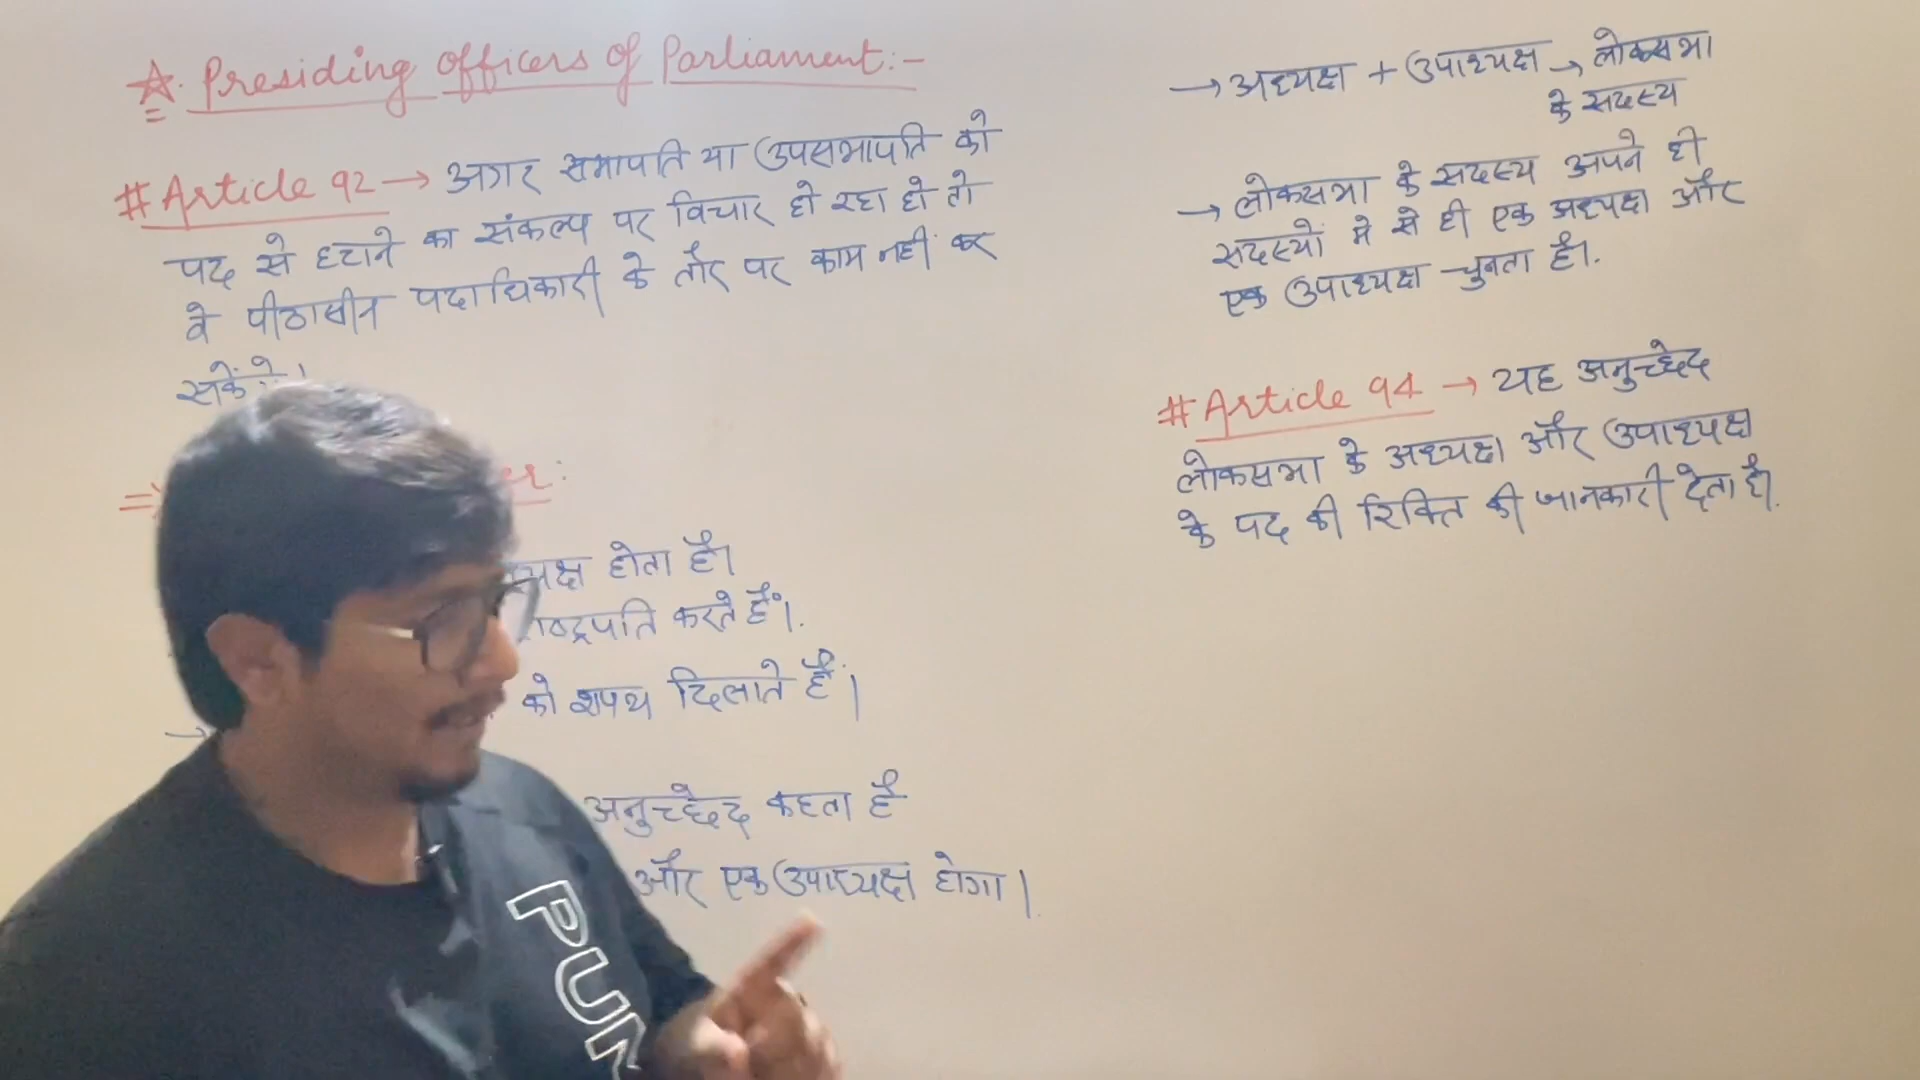 ☆. Presiding officers of Parliament:-
# Article 92 → अगर सभापति या उपसभापति को
पद से हटाने का संकल्प पर विचार हो रहा हो तो
वे पीठासीन पदाधिकारी के तौर पर काम नहीं कर
सकेंगे।
er:
होता है।
राष्ट्रपति करते हैं।
को शपथ दिलाते हैं।
अनुच्छेद कहता है
और एक उपाध्यक्ष होगा।
→ अध्यक्ष + उपाध्यक्ष → लोकसभा
के सदस्य
→ लोकसभा के सदस्य अपने ही
सदस्यों मे से ही एक अध्यक्ष और
एक उपाध्यक्ष चुनता है।
# Article 94 → यह अनुच्छेद
लोकसभा के अध्यक्ष और उपाध्यक्ष
के पद की रिक्ति की जानकारी देता है।
PUM